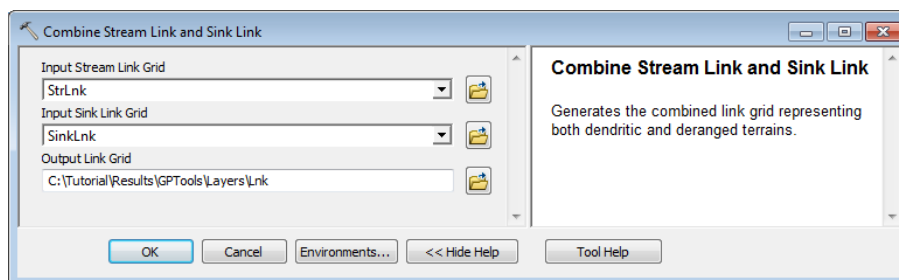 Combine Stream Link and Sink Link
Input Stream Link Grid
StrLnk
Input Sink Link Grid
SinkLnk
Output Link Grid
C:\Tutorial\Results\GPTools\Layers\Lnk
Combine Stream Link and Sink Link
Generates the combined link grid representing
both dendritic and deranged terrains.
OK
Cancel
Environments...
<< Hide Help
Tool Help